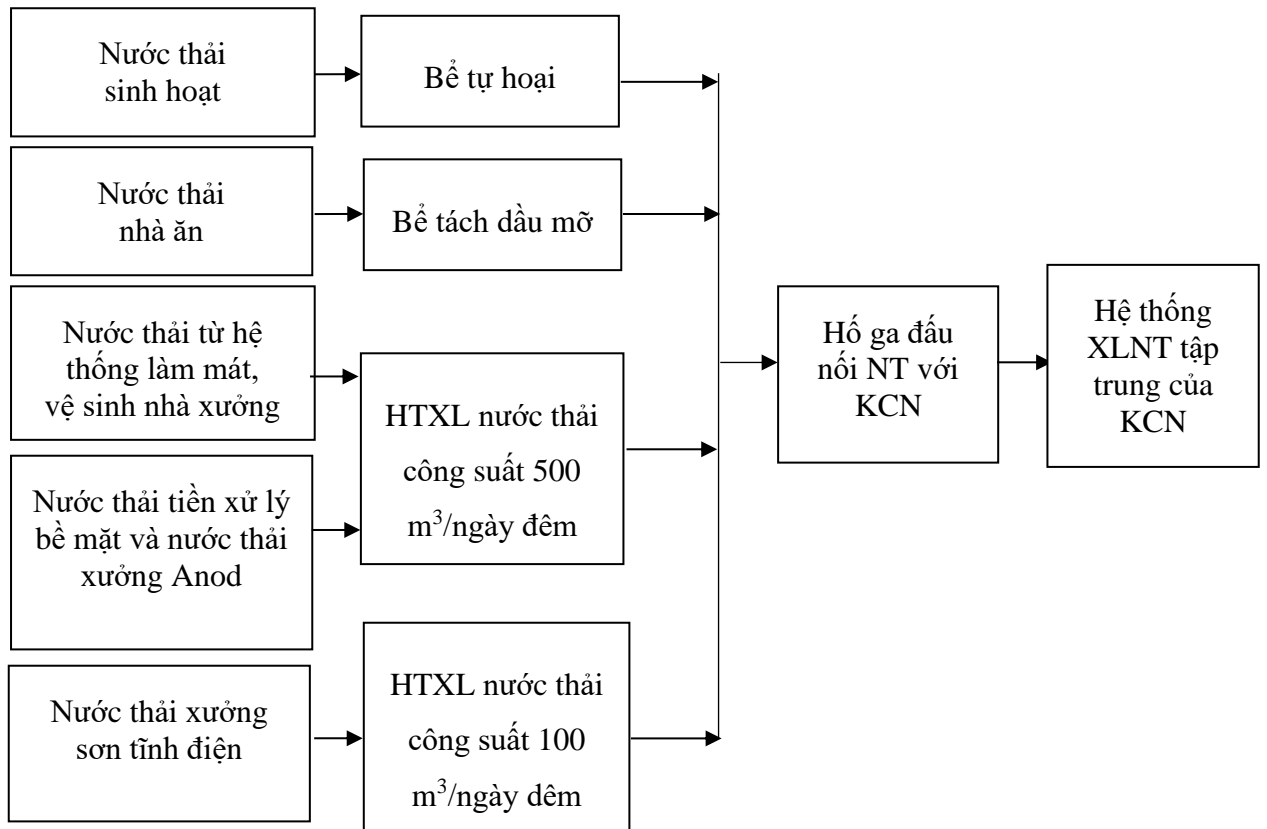 Nước thải
sinh hoạt
Bể tự hoại
Nước thải
nhà ăn
Bể tách dầu mỡ
Nước thải từ hệ
thống làm mát,
vệ sinh nhà xưởng
HTXL nước thải
công suất 500
m³/ngày đêm
Nước thải tiền xử lý
bề mặt và nước thải
xưởng Anod
Nước thải xưởng
sơn tĩnh điện
HTXL nước thải
công suất 100
m³/ngày dêm
Hố ga đấu
nối NT với
KCN
Hệ thống
XLNT tập
trung của
KCN